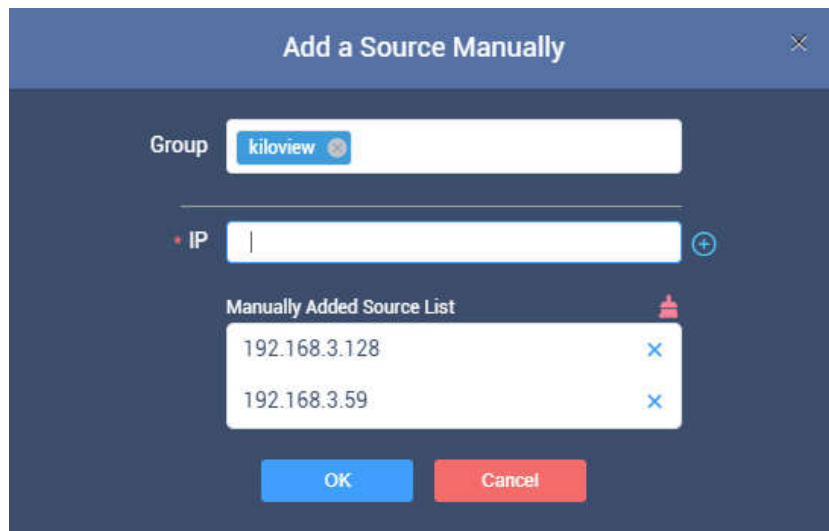 Add a Source Manually
Group kiloview
* IP
Manually Added Source List
192.168.3.128
192.168.3.59
OK Cancel